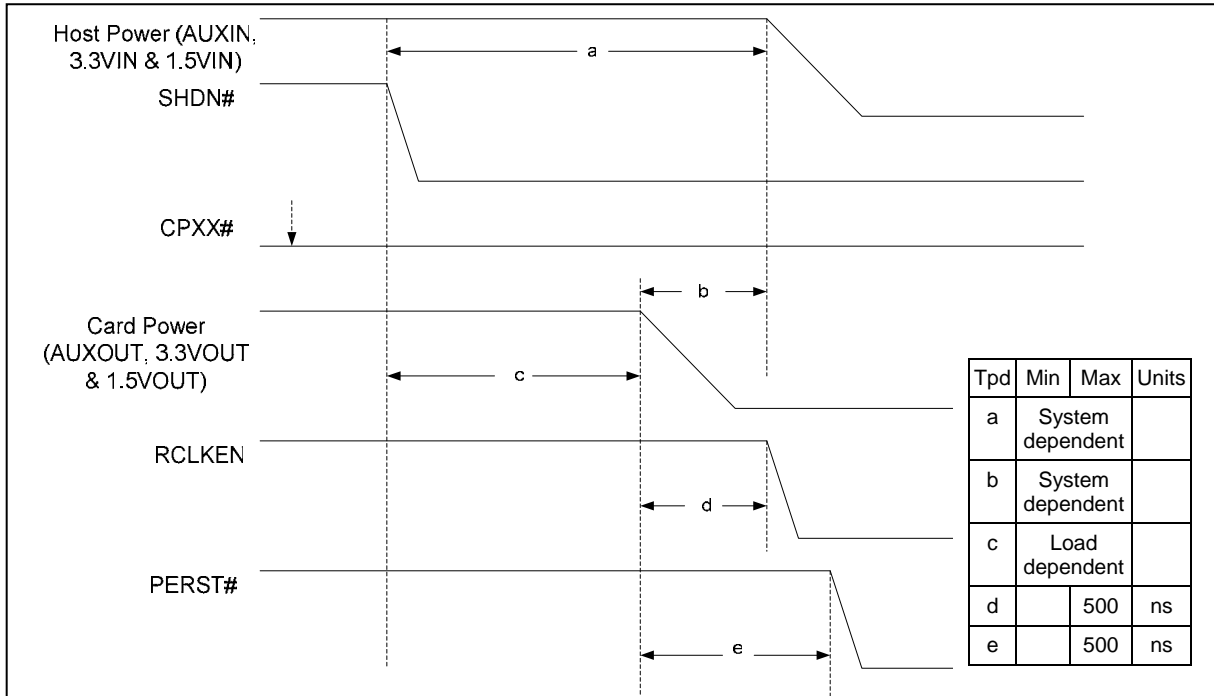 Host Power (AUXIN,
3.3VIN & 1.5VIN)
a
SHDN#
CPXX#
b
Card Power
(AUXOUT, 3.3VOUT
& 1.5VOUT)
c
RCLKEN
d
PERST#
e
Tpd Min Max Units
a System
dependent
b System
dependent
c Load
dependent
d 500 ns
e 500 ns